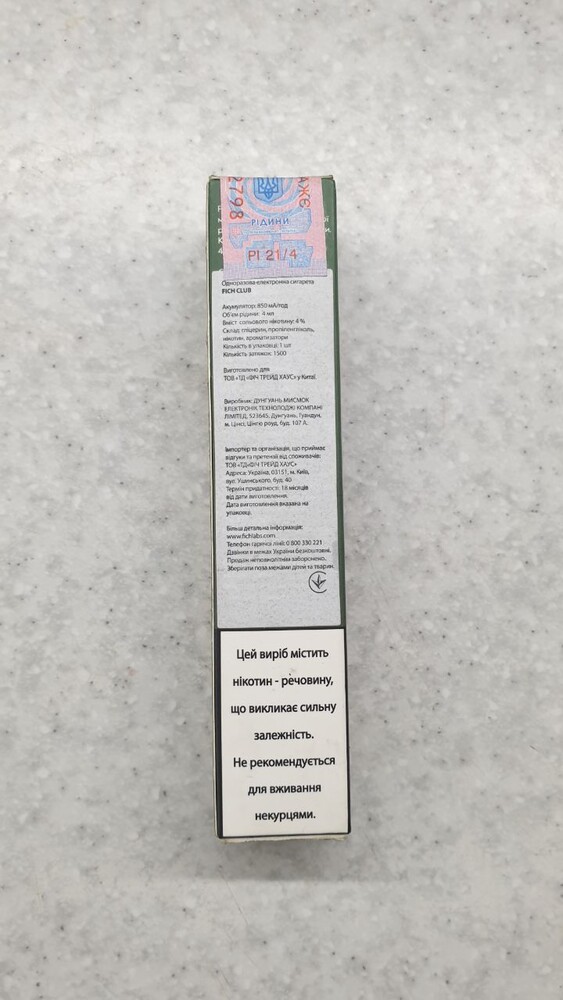 2798
АЖЄ
РІДИНИ
РІ 21/4
Одноразова електронна сигарета
FICH CLUB
Акумулятор: 850 мА/год
Об'єм рідини: 4 мл
Вміст сольового нікотину: 4 %
Склад: гліцерин, пропіленгліколь,
нікотин, ароматизатори
Кількість в упаковці: 1 шт
Кількість затяжок: 1500
Виготовлено для
ТОВ «ТД «ФІЧ ТРЕЙД ХАУС» у Китаї.
Виробник: ДУНГУАНЬ МИСМОК
ЕЛЕКТРОНІК ТЕХНОЛОДЖІ КОМПАНІ
ЛІМІТЕД, 523645, Дунгуань, Гуандун,
м. Цінсі, Цінлю роуд, буд. 107 А.
Імпортер та організація, що приймає
відгуки та претензії від споживачів:
ТОВ «ТД«ФІЧ ТРЕЙД ХАУС»
Адреса: Україна, 03151, м. Київ,
вул. Ушинського, буд. 40
Термін придатності: 18 місяців
від дати виготовлення.
Дата виготовлення вказана на
упаковці.
Більш детальна інформація:
www.fichlabs.com
Телефон гарячої лінії: 0 800 330 221
Дзвінки в межах України безкоштовні.
Продаж неповнолітнім заборонено.
Зберігати поза межами дітей та тварин.
Цей виріб містить
нікотин - речовину,
що викликає сильну
залежність.
Не рекомендується
для вживання
некурцями.